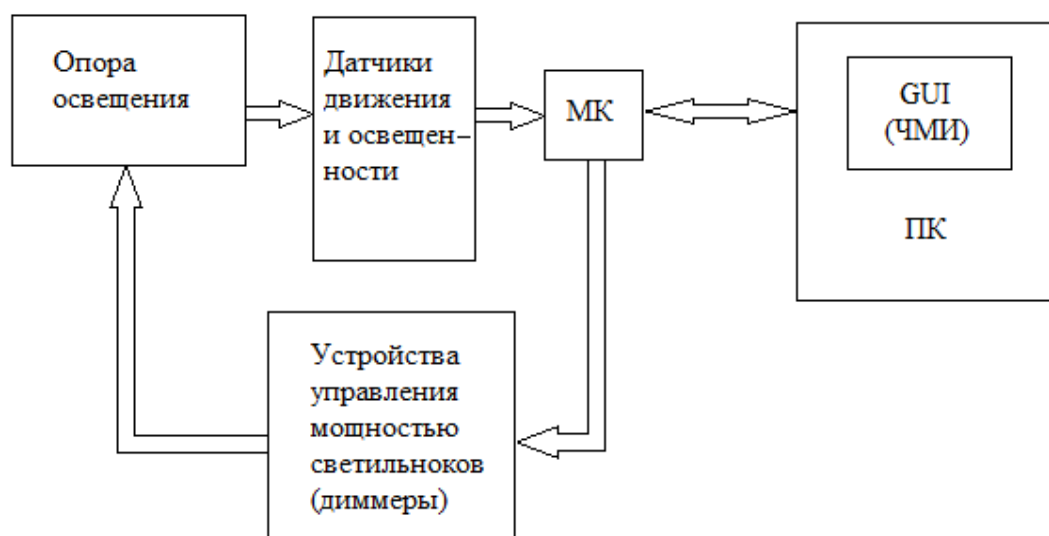 Опора
освещения
Датчики
движения
и освещен–
ности
МК
GUI
(ЧМИ)
ПК
Устройства
управления
мощностью
светильноков
(диммеры)